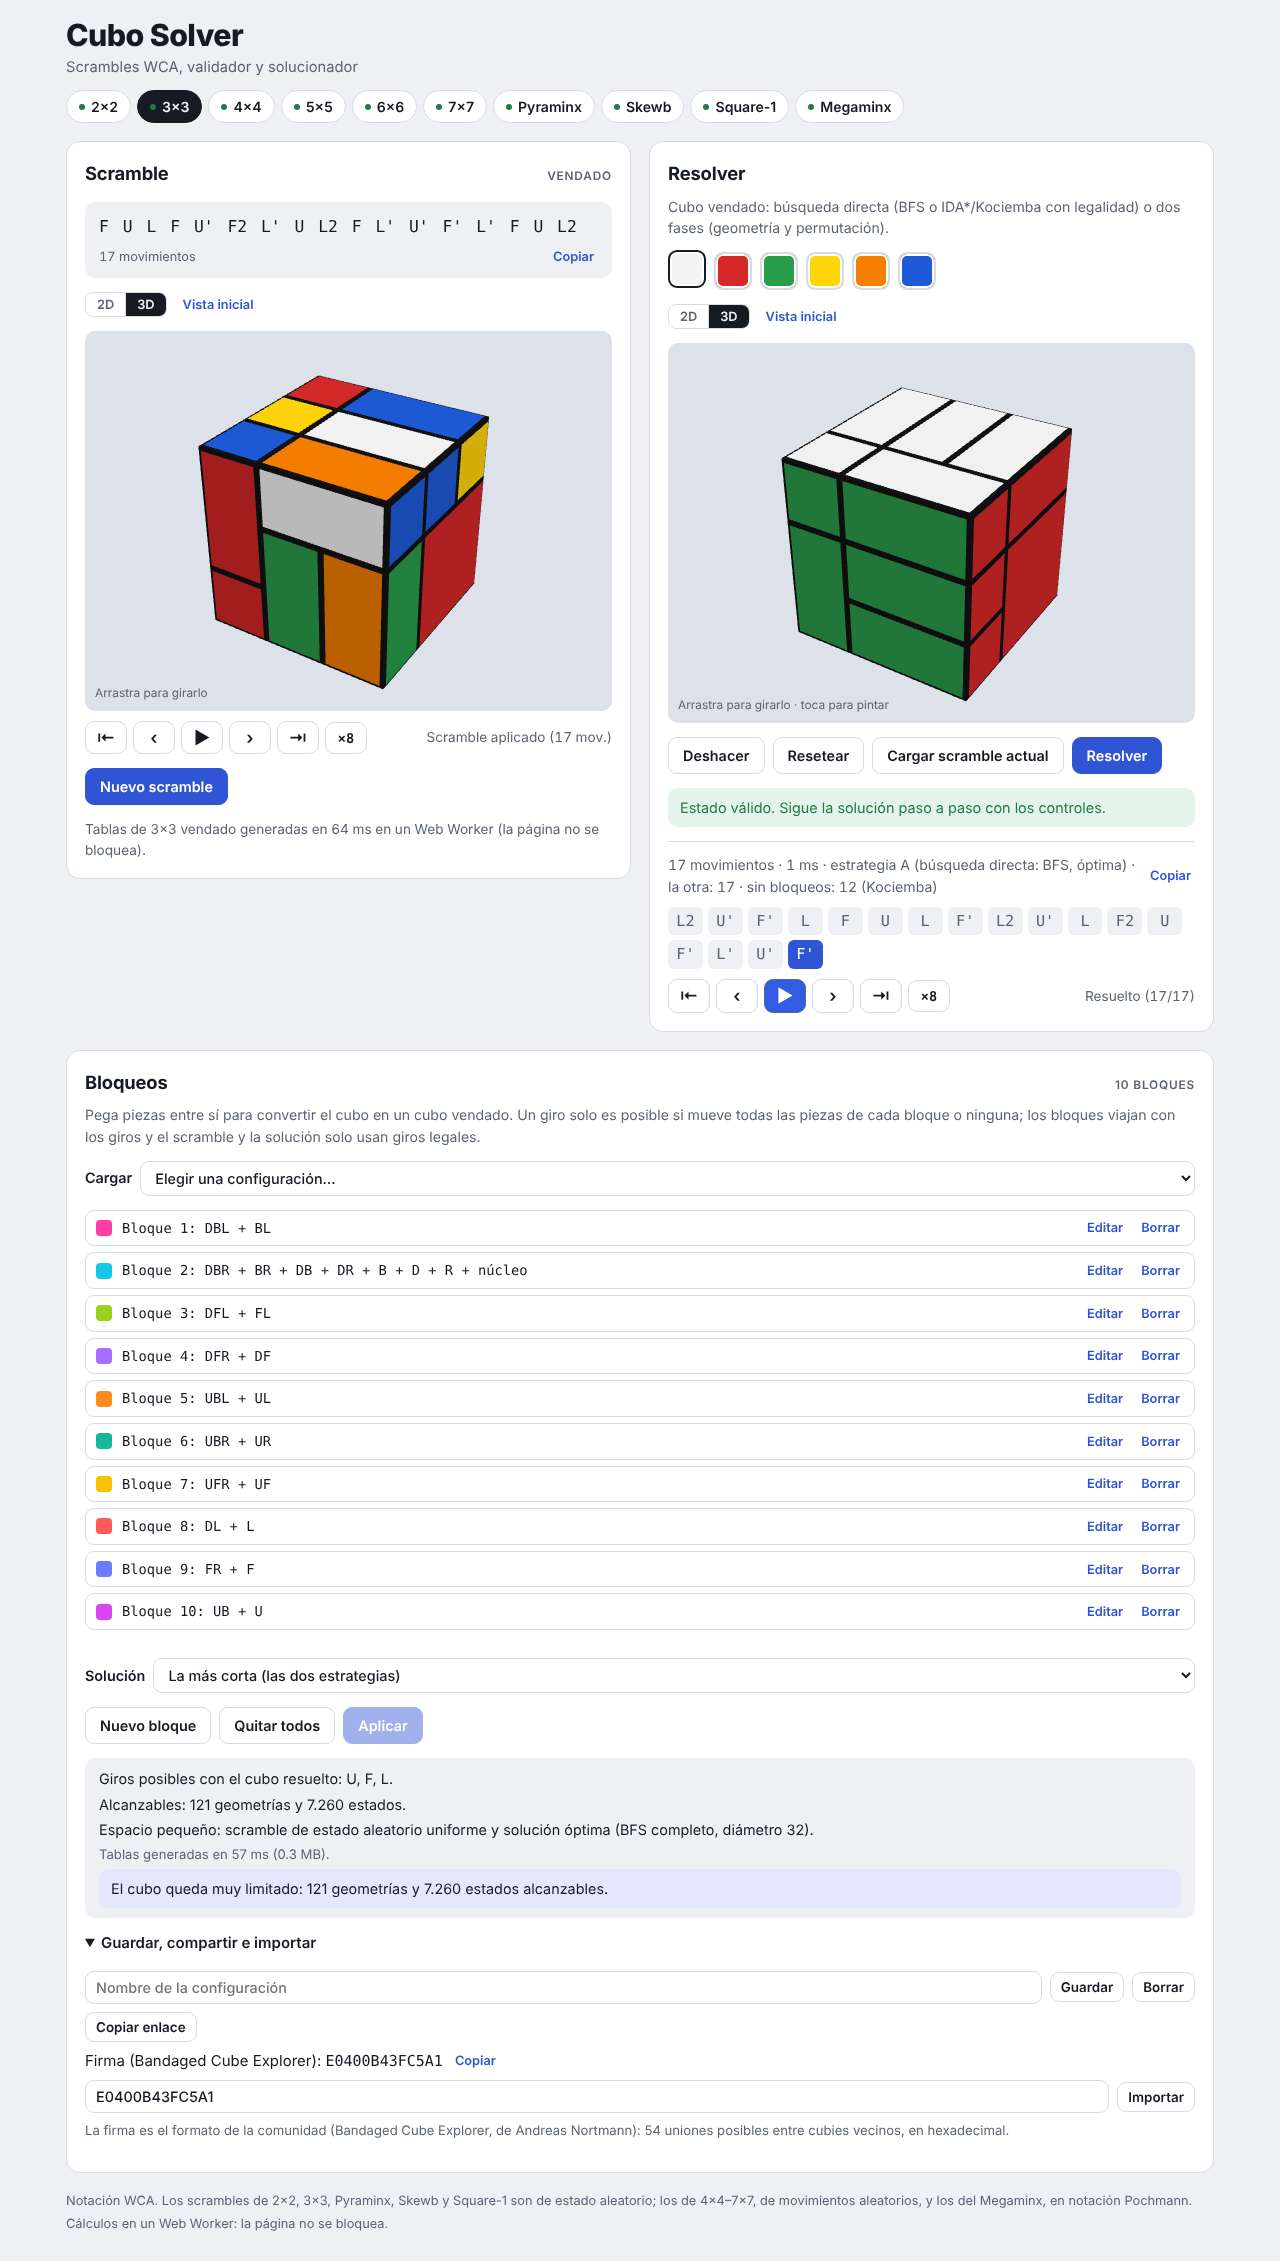 Cubo Solver
Scrambles WCA, validador y solucionador
2×2 3×3 4×4 5×5 6×6 7×7 Pyraminx Skewb Square-1 Megaminx
Scramble VENDADO
F U L F U' F2 L' U L2 F L' U' F' L' F U L2
17 movimientos Copiar
2D 3D Vista inicial
Arrastra para girarlo
×8 Scramble aplicado (17 mov.)
Nuevo scramble
Tablas de 3×3 vendado generadas en 64 ms en un Web Worker (la página no se
bloquea).
Resolver
Cubo vendado: búsqueda directa (BFS o IDA*/Kociemba con legalidad) o dos
fases (geometría y permutación).
2D 3D Vista inicial
Arrastra para girarlo · toca para pintar
Deshacer Resetear Cargar scramble actual Resolver
Estado válido. Sigue la solución paso a paso con los controles.
17 movimientos · 1 ms · estrategia A (búsqueda directa: BFS, óptima) ·
la otra: 17 · sin bloqueos: 12 (Kociemba) Copiar
L2 U' F' L F U L F' L2 U' L F2 U
F' L' U' F'
×8 Resuelto (17/17)
Bloqueos 10 BLOQUES
Pega piezas entre sí para convertir el cubo en un cubo vendado. Un giro solo es posible si mueve todas las piezas de cada bloque o ninguna; los bloques viajan con
los giros y el scramble y la solución solo usan giros legales.
Cargar Elegir una configuración...
Bloque 1: DBL + BL Editar Borrar
Bloque 2: DBR + BR + DB + DR + B + D + R + núcleo Editar Borrar
Bloque 3: DFL + FL Editar Borrar
Bloque 4: DFR + DF Editar Borrar
Bloque 5: UBL + UL Editar Borrar
Bloque 6: UBR + UR Editar Borrar
Bloque 7: UFR + UF Editar Borrar
Bloque 8: DL + L Editar Borrar
Bloque 9: FR + F Editar Borrar
Bloque 10: UB + U Editar Borrar
Solución La más corta (las dos estrategias)
Nuevo bloque Quitar todos Aplicar
Giros posibles con el cubo resuelto: U, F, L.
Alcanzables: 121 geometrías y 7.260 estados.
Espacio pequeño: scramble de estado aleatorio uniforme y solución óptima (BFS completo, diámetro 32).
Tablas generadas en 57 ms (0.3 MB).
El cubo queda muy limitado: 121 geometrías y 7.260 estados alcanzables.
Guardar, compartir e importar
Nombre de la configuración Guardar Borrar
Copiar enlace
Firma (Bandaged Cube Explorer): E0400B43FC5A1 Copiar
E0400B43FC5A1 Importar
La firma es el formato de la comunidad (Bandaged Cube Explorer, de Andreas Nortmann): 54 uniones posibles entre cubies vecinos, en hexadecimal.
Notación WCA. Los scrambles de 2×2, 3×3, Pyraminx, Skewb y Square-1 son de estado aleatorio; los de 4×4–7×7, de movimientos aleatorios, y los del Megaminx, en notación Pochmann.
Cálculos en un Web Worker: la página no se bloquea.